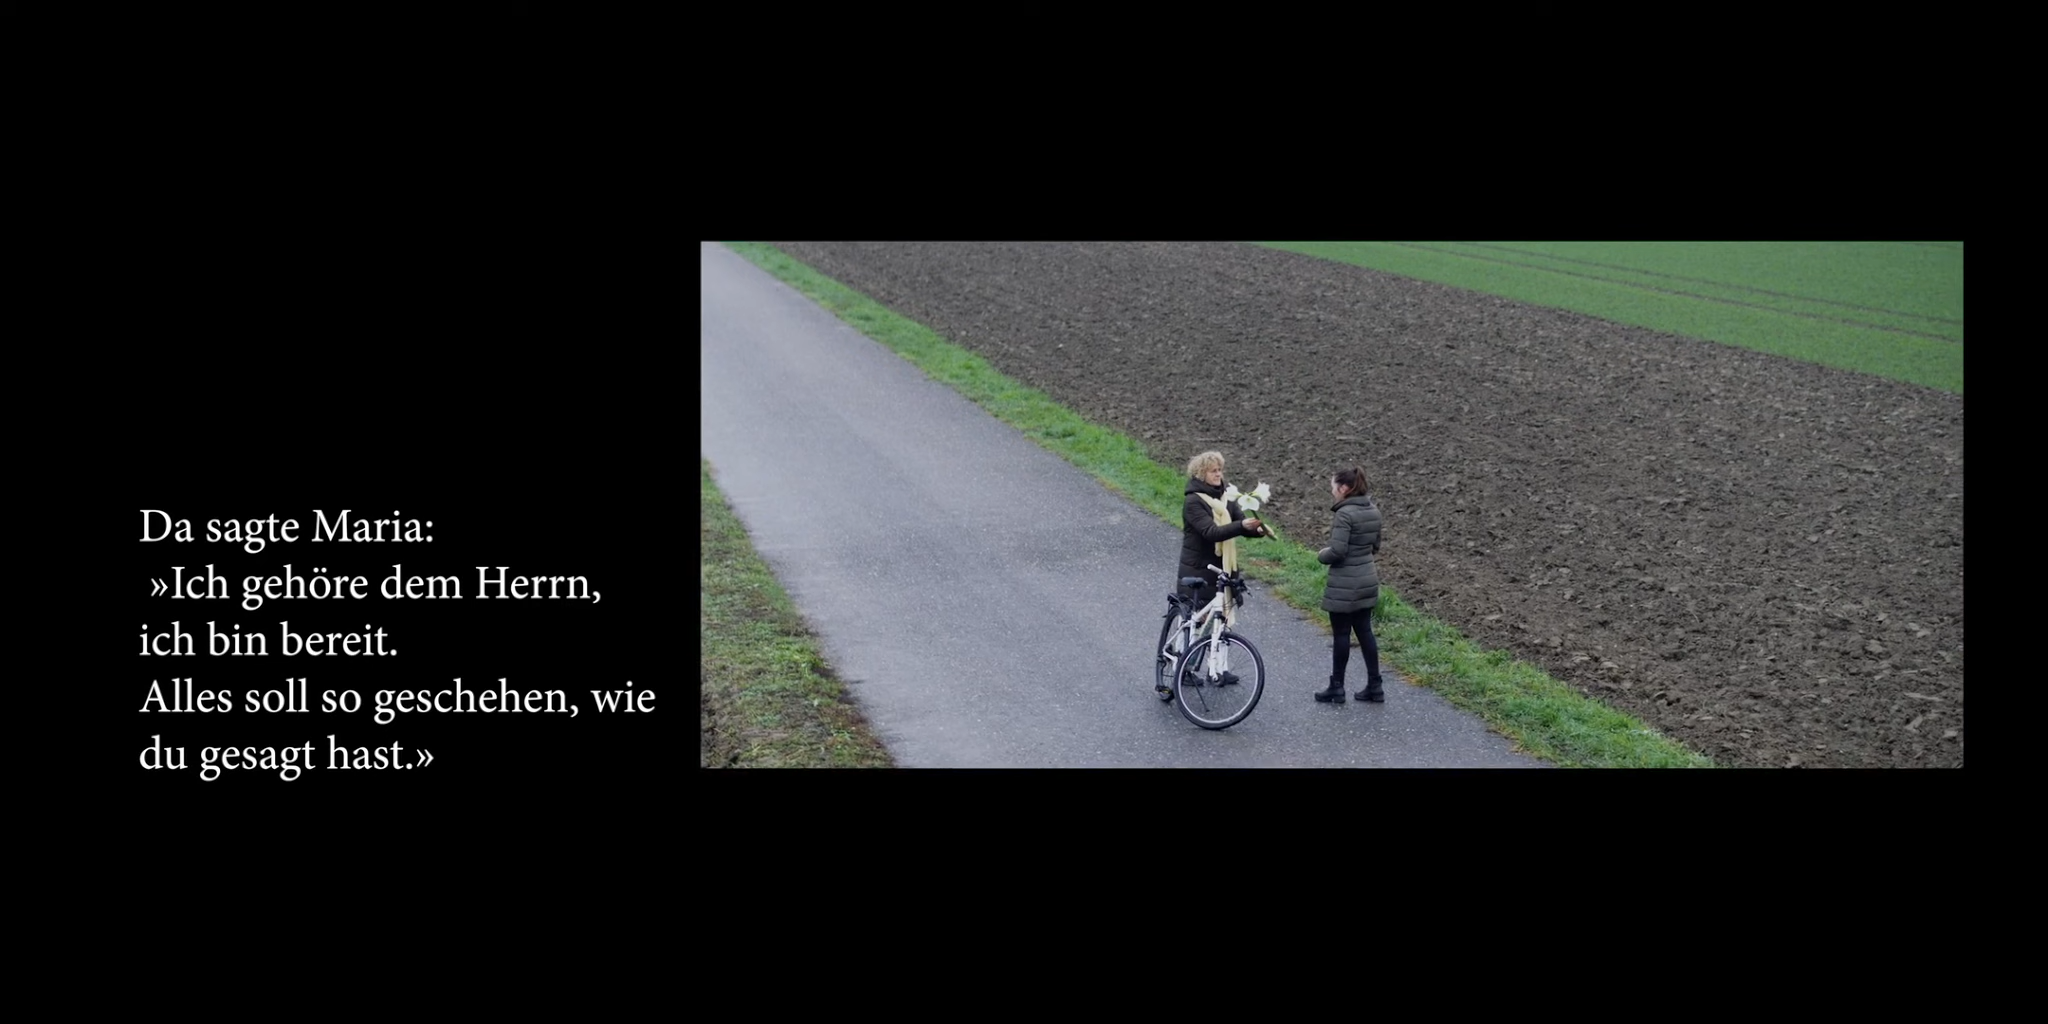 Da sagte Maria:
»Ich gehöre dem Herrn,
ich bin bereit.
Alles soll so geschehen, wie
du gesagt hast.»